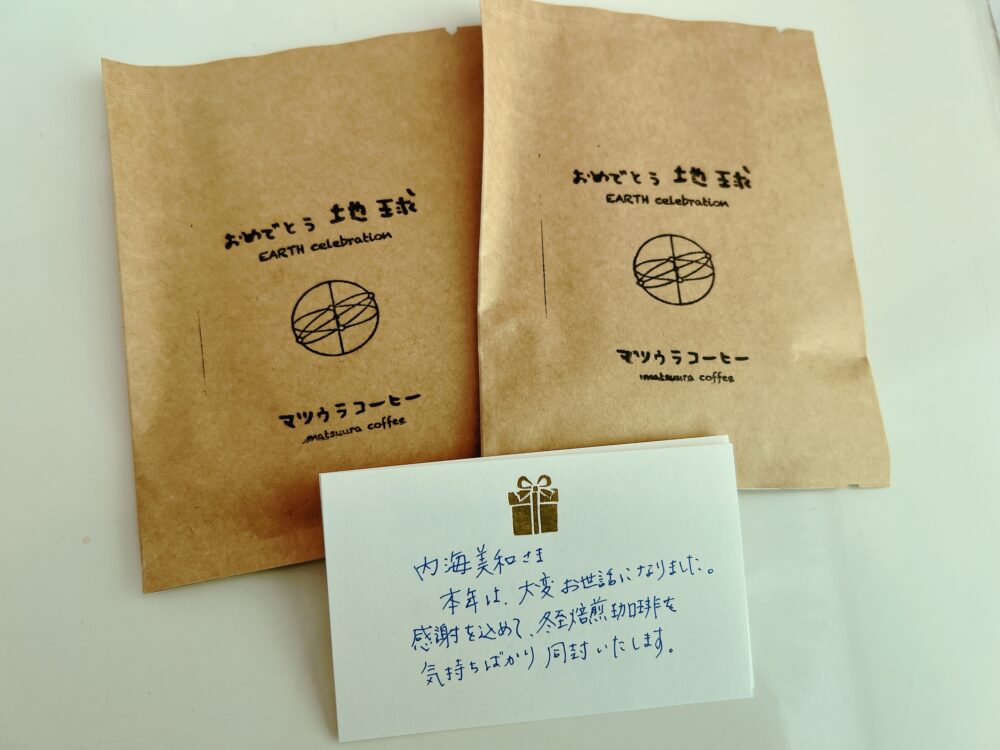 おめでとう 地球
EARTH celebration
マツウラコーヒー
matsuura coffee
おめでとう 地球
EARTH celebration
マツウラコーヒー
matsuura coffee
内海美和さま
本年は、大変お世話になりました。
感謝を込めて、冬至焙煎珈琲を
気持ちばかり同封いたします。